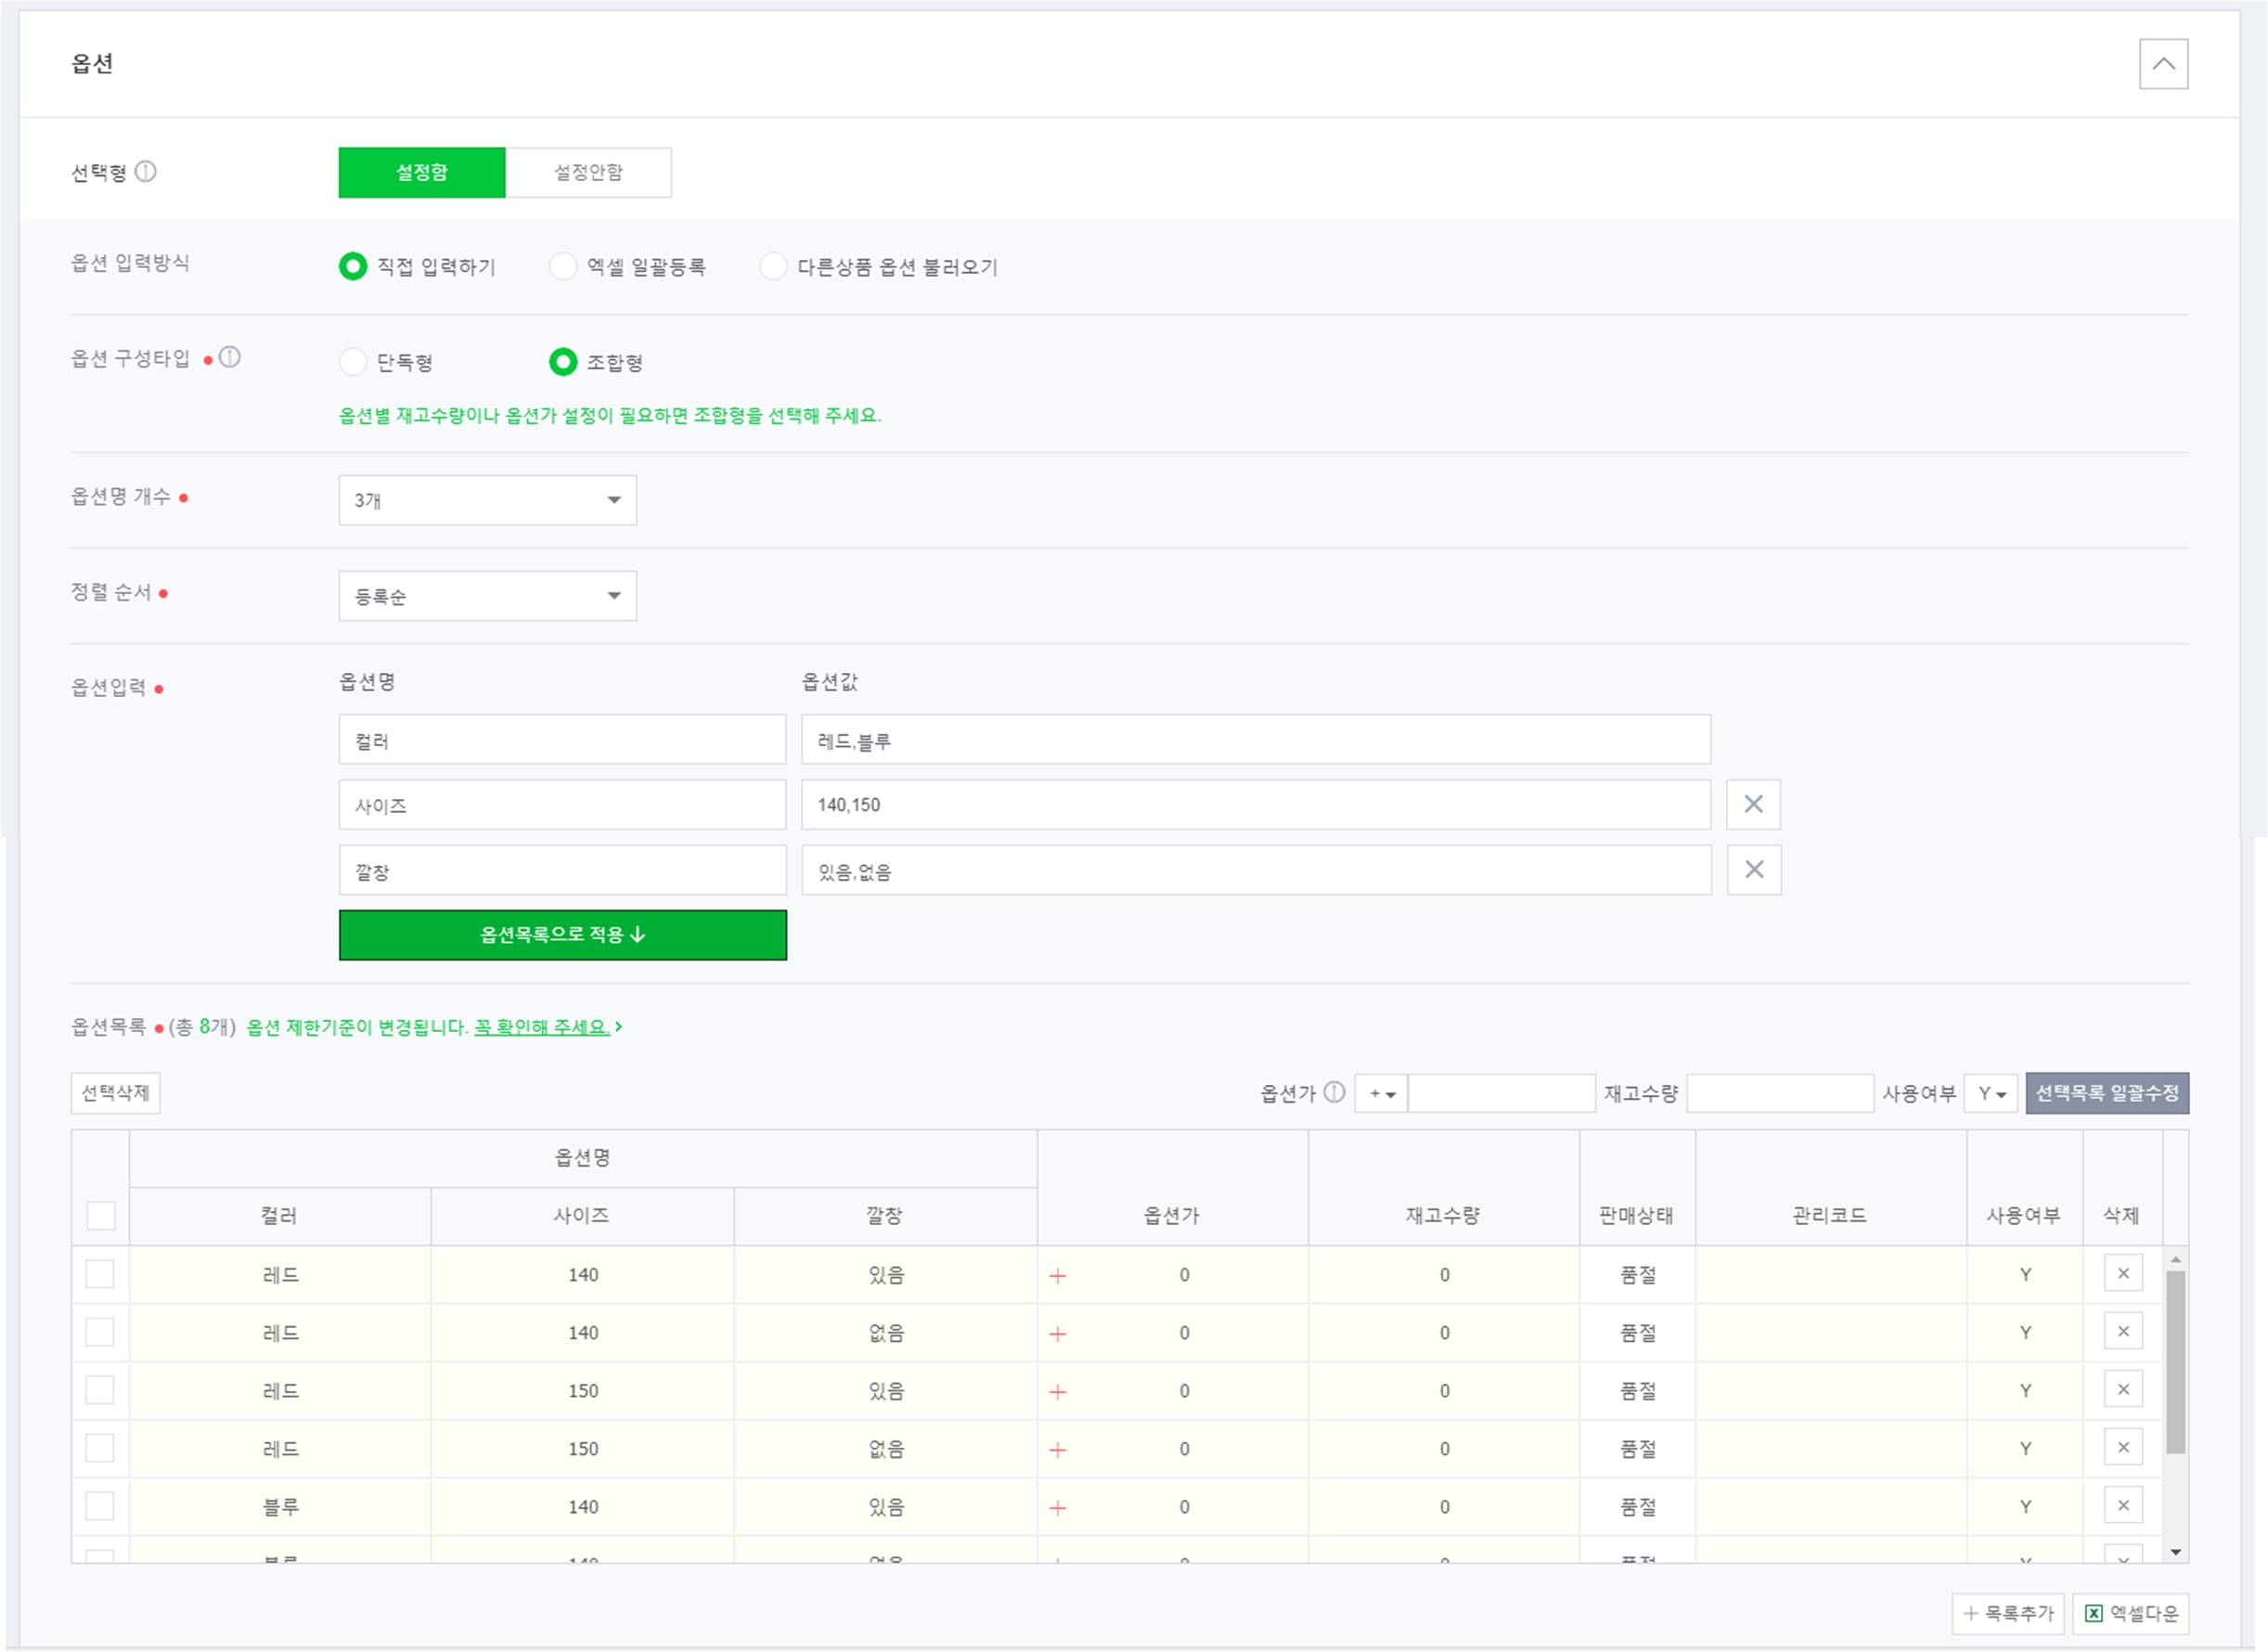 옵션
선택형 설정함 설정안함
옵션 입력방식 직접 입력하기 엑셀 일괄등록 다른상품 옵션 불러오기
옵션 구성타입 단독형 조합형
옵션별 재고수량이나 옵션가 설정이 필요하면 조합형을 선택해 주세요.
옵션명 개수 3개
정렬 순서 등록순
옵션입력 옵션명 옵션값
컬러 레드,블루
사이즈 140,150
깔창 있음,없음
옵션목록으로 적용 ↓
옵션목록 (총 8개) 옵션 제한기준이 변경됩니다. 꼭 확인해 주세요. >
선택삭제 옵션가 + 재고수량 사용여부 Y 선택목록 일괄수정
옵션명
컬러 사이즈 깔창 옵션가 재고수량 판매상태 관리코드 사용여부 삭제
레드 140 있음 + 0 0 품절 Y ×
레드 140 없음 + 0 0 품절 Y ×
레드 150 있음 + 0 0 품절 Y ×
레드 150 없음 + 0 0 품절 Y ×
블루 140 있음 + 0 0 품절 Y ×
+ 목록추가 엑셀다운